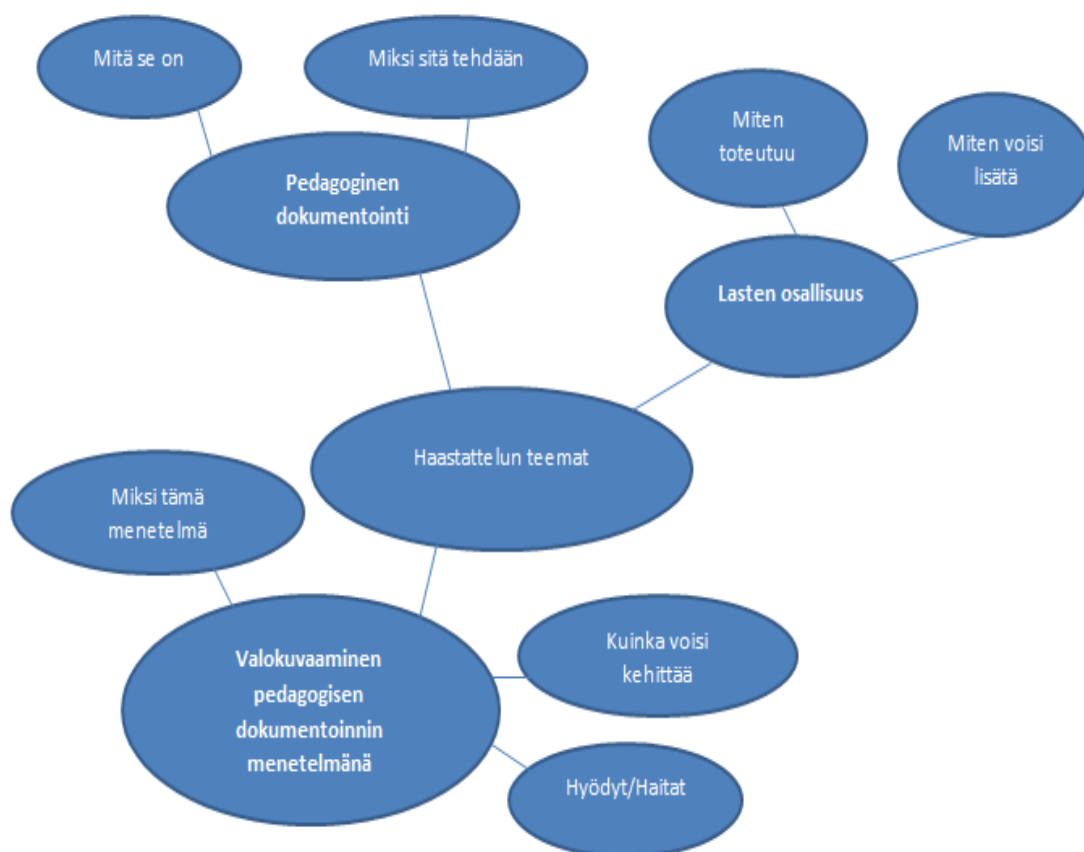 Mitä se on
Miksi sitä tehdään
Pedagoginen
dokumentointi
Miten
toteutuu
Miten voisi
lisätä
Lasten osallisuus
Haastattelun teemat
Miksi tämä
menetelmä
Valokuvaaminen
pedagogisen
dokumentoinnin
menetelmänä
Kuinka voisi
kehittää
Hyödyt/Haitat